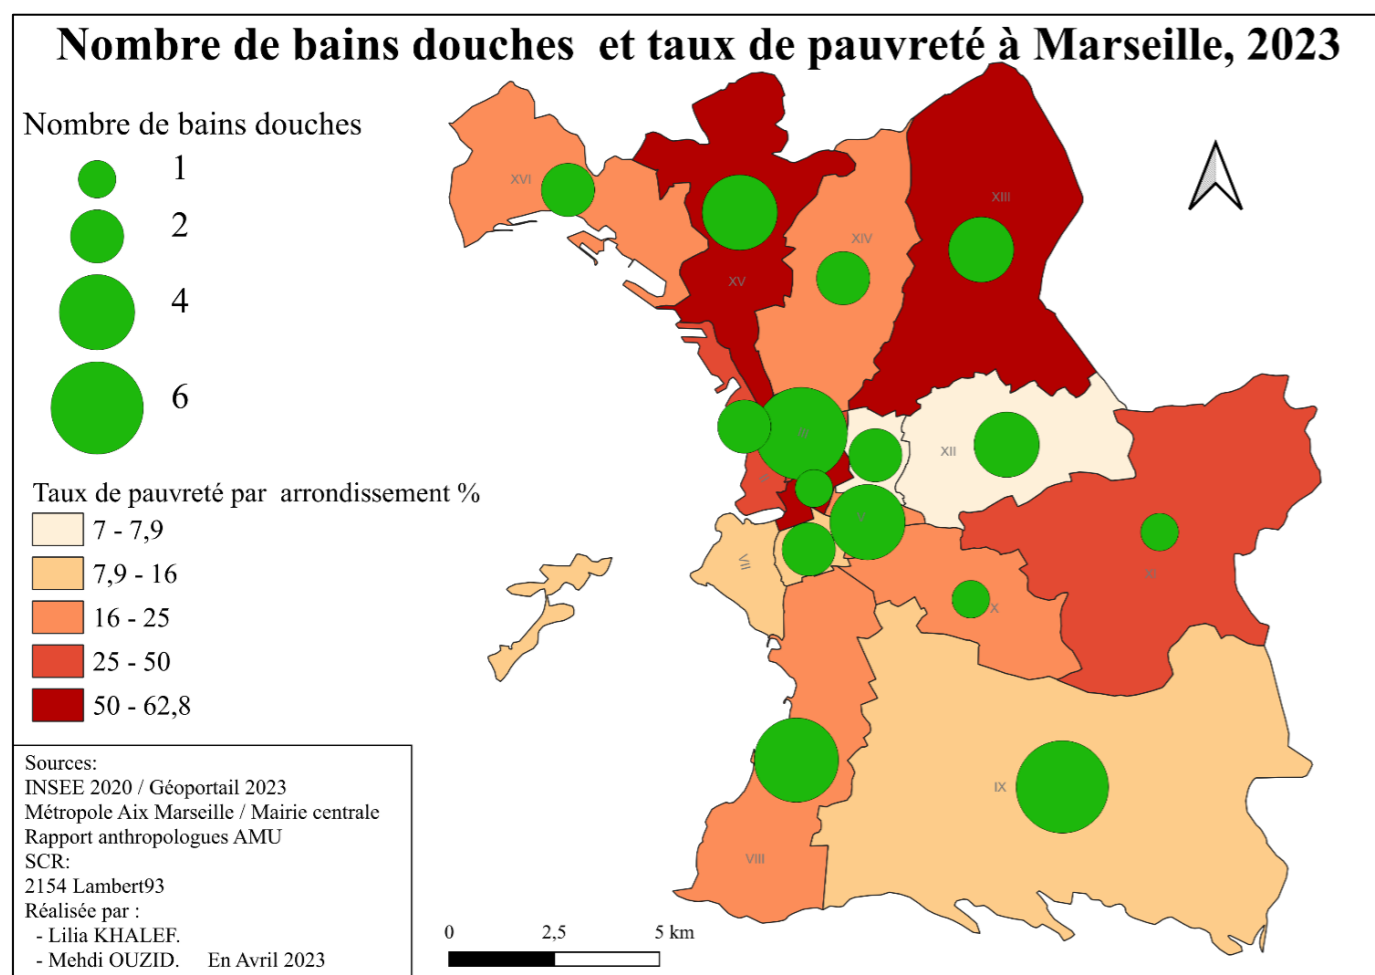 Nombre de bains douches et taux de pauvreté à Marseille, 2023
Nombre de bains douches
1
2
4
6
Taux de pauvreté par arrondissement %
7 - 7,9
7,9 - 16
16 - 25
25 - 50
50 - 62,8
Sources:
INSEE 2020 / Géoportail 2023
Métropole Aix Marseille / Mairie centrale
Rapport anthropologues AMU
SCR:
2154 Lambert93
Réalisée par :
- Lilia KHALEF.
- Mehdi OUZID. En Avril 2023
XVI
XV
XIV
XIII
XII
VII
X
IX
VIII
0 2,5 5 km